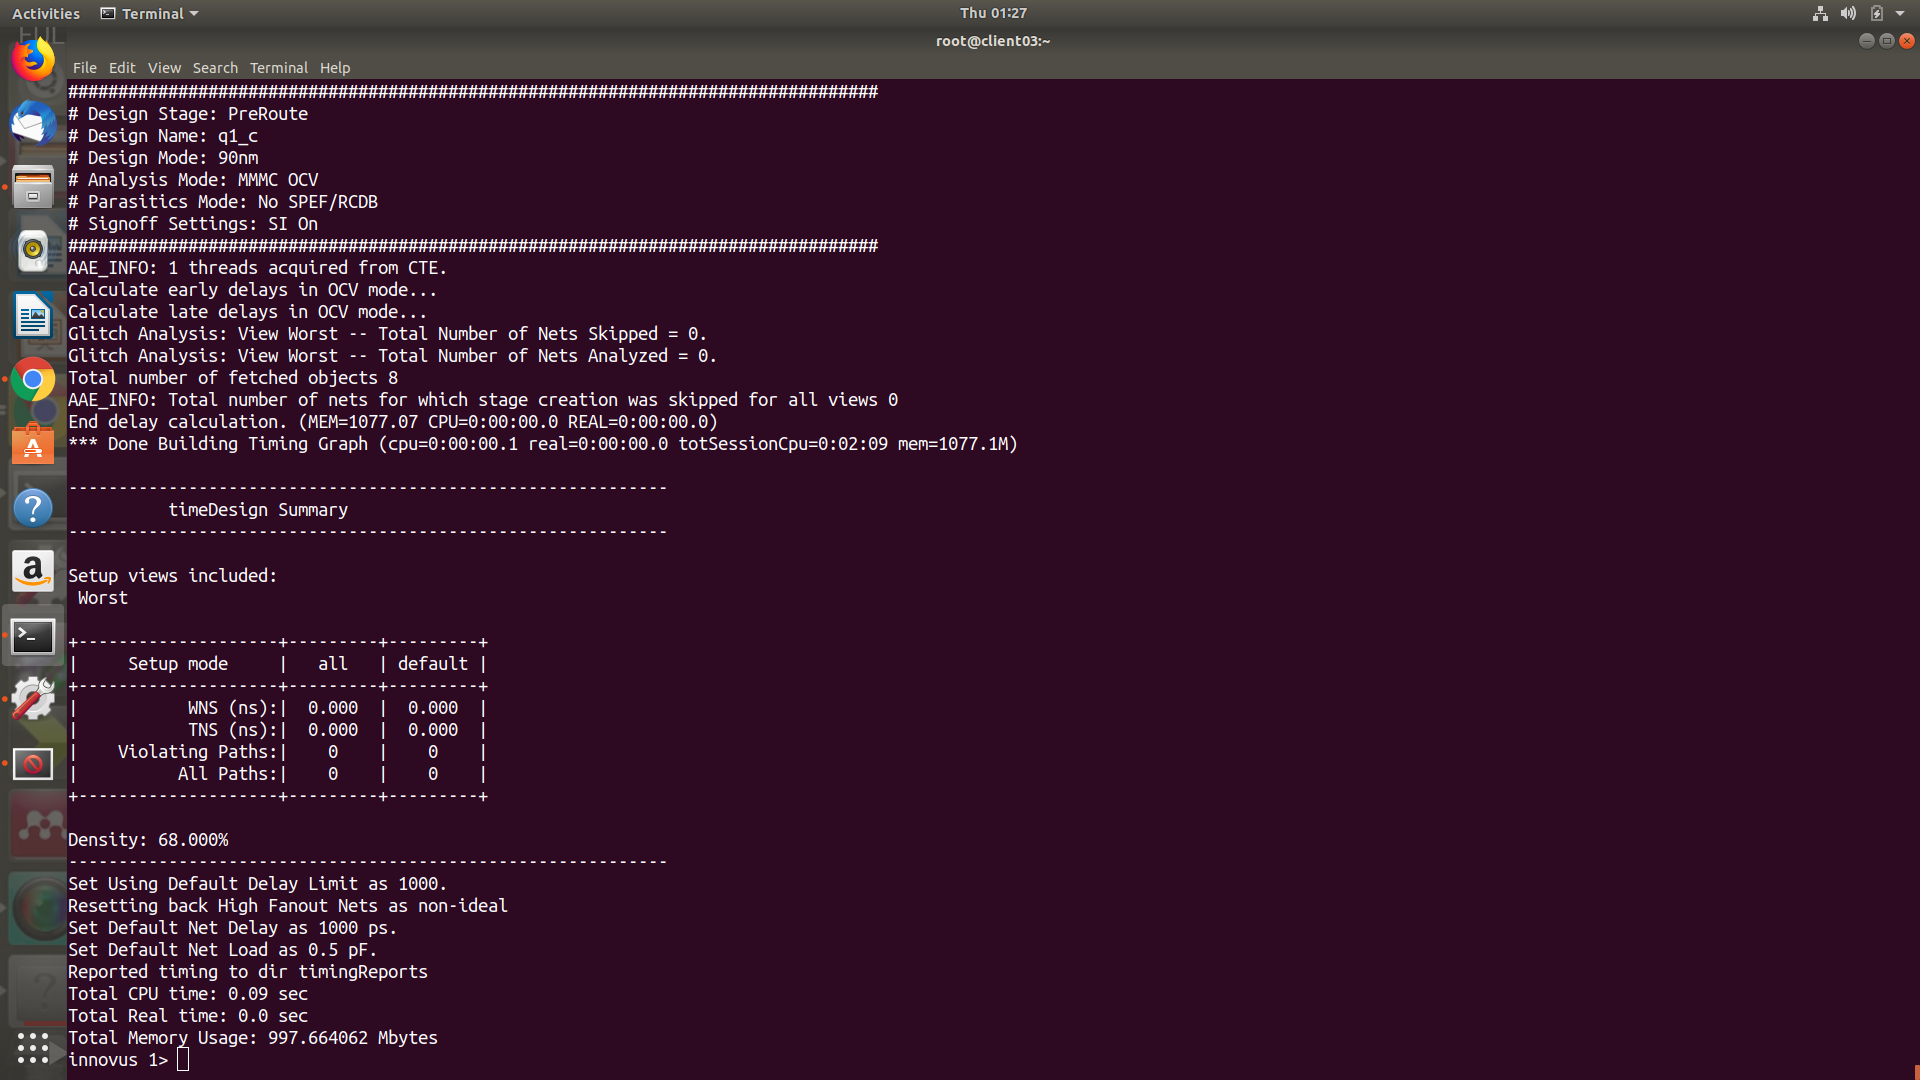 Activities Terminal Thu 01:27
root@client03:~
File Edit View Search Terminal Help
#################################################################################
# Design Stage: PreRoute
# Design Name: q1_c
# Design Mode: 90nm
# Analysis Mode: MMMC OCV
# Parasitics Mode: No SPEF/RCDB
# Signoff Settings: SI On
#################################################################################
AAE_INFO: 1 threads acquired from CTE.
Calculate early delays in OCV mode...
Calculate late delays in OCV mode...
Glitch Analysis: View Worst -- Total Number of Nets Skipped = 0.
Glitch Analysis: View Worst -- Total Number of Nets Analyzed = 0.
Total number of fetched objects 8
AAE_INFO: Total number of nets for which stage creation was skipped for all views 0
End delay calculation. (MEM=1077.07 CPU=0:00:00.0 REAL=0:00:00.0)
*** Done Building Timing Graph (cpu=0:00:00.1 real=0:00:00.0 totSessionCpu=0:02:09 mem=1077.1M)
------------------------------------------------------------
          timeDesign Summary
------------------------------------------------------------
Setup views included:
 Worst
+--------------------+---------+---------+
|     Setup mode     |   all   | default |
+--------------------+---------+---------+
|           WNS (ns):|  0.000  |  0.000  |
|           TNS (ns):|  0.000  |  0.000  |
|    Violating Paths:|    0    |    0    |
|          All Paths:|    0    |    0    |
+--------------------+---------+---------+
Density: 68.000%
------------------------------------------------------------
Set Using Default Delay Limit as 1000.
Resetting back High Fanout Nets as non-ideal
Set Default Net Delay as 1000 ps.
Set Default Net Load as 0.5 pF.
Reported timing to dir timingReports
Total CPU time: 0.09 sec
Total Real time: 0.0 sec
Total Memory Usage: 997.664062 Mbytes
innovus 1>